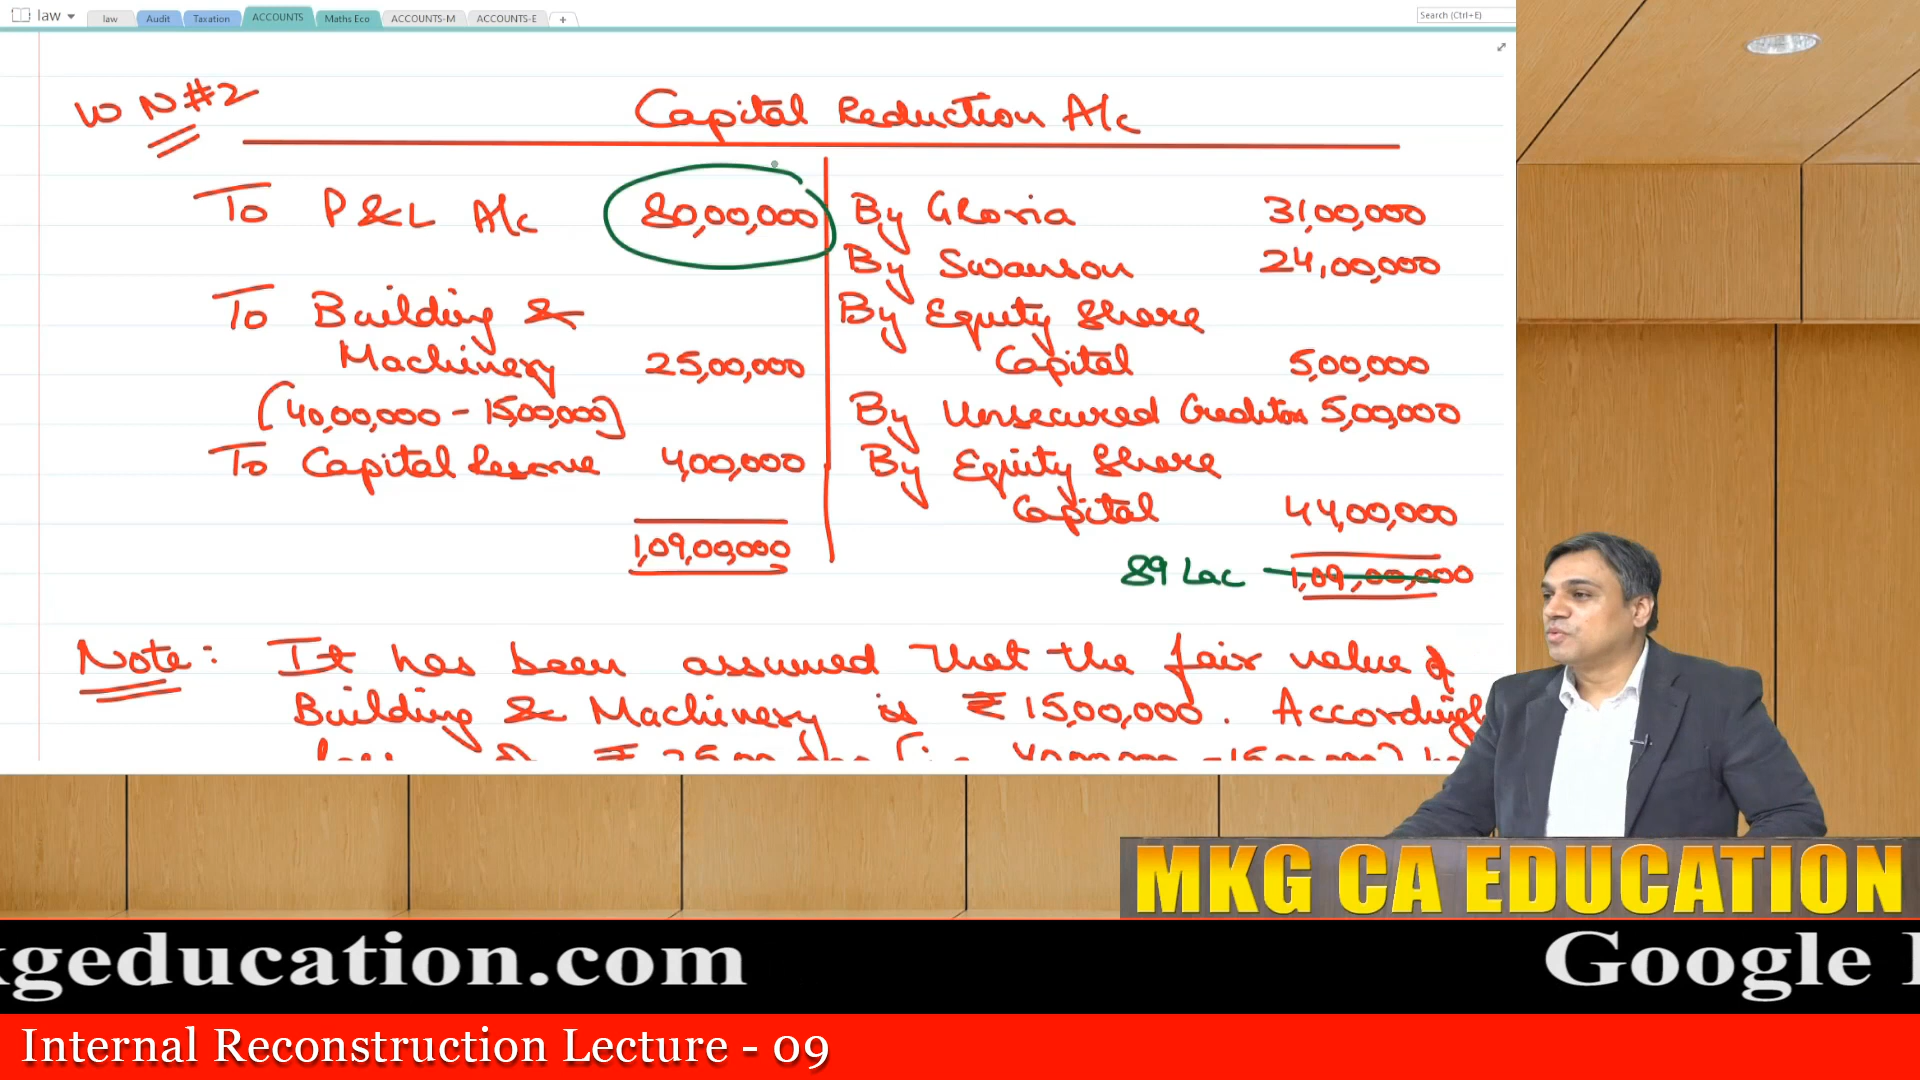 law
law Audit Taxation ACCOUNTS Maths Eco ACCOUNTS-M ACCOUNTS-E +
Search (Ctrl+E)
WN#2
Capital Reduction A/c
To P&L A/c 80,00,000 By Gloria 31,00,000
By Swanson 24,00,000
To Building & By Equity Share
Machinery 25,00,000 Capital 5,00,000
(40,00,000 - 15,00,000) By Unsecured Creditors 5,00,000
To Capital Reserve 4,00,000 By Equity Share
Capital 44,00,000
1,09,00,000 89 Lac 1,09,00,000
Note: It has been assumed that the fair value of
Building & Machinery is ₹ 15,00,000. Accordingly
MKG CA EDUCATION
kgeducation.com Google
Internal Reconstruction Lecture - 09